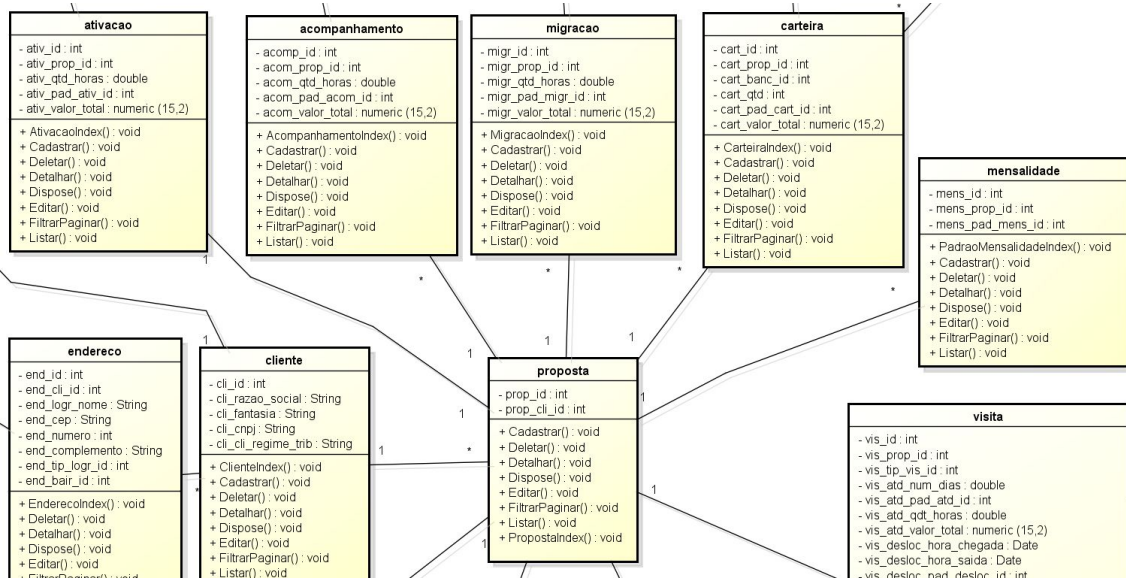 ativacao
- ativ_id : int
- ativ_prop_id : int
- ativ_qtd_horas : double
- ativ_pad_ativ_id : int
- ativ_valor_total : numeric (15,2)
+ AtivacaoIndex() : void
+ Cadastrar() : void
+ Deletar() : void
+ Detalhar() : void
+ Dispose() : void
+ Editar() : void
+ FiltrarPaginar() : void
+ Listar() : void
1
acompanhamento
- acomp_id : int
- acom_prop_id : int
- acom_qtd_horas : double
- acom_pad_acom_id : int
- acom_valor_total : numeric (15,2)
+ AcompanhamentoIndex() : void
+ Cadastrar() : void
+ Deletar() : void
+ Detalhar() : void
+ Dispose() : void
+ Editar() : void
+ FiltrarPaginar() : void
+ Listar() : void
*
migracao
- migr_id : int
- migr_prop_id : int
- migr_qtd_horas : double
- migr_pad_migr_id : int
- migr_valor_total : numeric (15,2)
+ MigracaoIndex() : void
+ Cadastrar() : void
+ Deletar() : void
+ Detalhar() : void
+ Dispose() : void
+ Editar() : void
+ FiltrarPaginar() : void
+ Listar() : void
*
*
carteira
- cart_id : int
- cart_prop_id : int
- cart_banc_id : int
- cart_qtd : int
- cart_pad_cart_id : int
- cart_valor_total : numeric (15,2)
+ CarteiraIndex() : void
+ Cadastrar() : void
+ Deletar() : void
+ Detalhar() : void
+ Dispose() : void
+ Editar() : void
+ FiltrarPaginar() : void
+ Listar() : void
*
mensalidade
- mens_id : int
- mens_prop_id : int
- mens_pad_mens_id : int
+ PadraoMensalidadeIndex() : void
+ Cadastrar() : void
+ Deletar() : void
+ Detalhar() : void
+ Dispose() : void
+ Editar() : void
+ FiltrarPaginar() : void
+ Listar() : void
*
endereco
- end_id : int
- end_cli_id : int
- end_logr_nome : String
- end_cep : String
- end_numero : int
- end_complemento : String
- end_tip_logr_id : int
- end_bair_id : int
+ EnderecoIndex() : void
+ Deletar() : void
+ Detalhar() : void
+ Dispose() : void
+ Editar() : void
+ FiltrarPaginar() : void
*
1
cliente
- cli_id : int
- cli_razao_social : String
- cli_fantasia : String
- cli_cnpj : String
- cli_cli_regime_trib : String
+ ClienteIndex() : void
+ Cadastrar() : void
+ Deletar() : void
+ Detalhar() : void
+ Dispose() : void
+ Editar() : void
+ FiltrarPaginar() : void
+ Listar() : void
1
*
1
1
1
1
1
proposta
- prop_id : int
- prop_cli_id : int
+ Cadastrar() : void
+ Deletar() : void
+ Detalhar() : void
+ Dispose() : void
+ Editar() : void
+ FiltrarPaginar() : void
+ Listar() : void
+ PropostaIndex() : void
1
1
visita
- vis_id : int
- vis_prop_id : int
- vis_tip_vis_id : int
- vis_atd_num_dias : double
- vis_atd_pad_atd_id : int
- vis_atd_qdt_horas : double
- vis_atd_valor_total : numeric (15,2)
- vis_desloc_hora_chegada : Date
- vis_desloc_hora_saida : Date
- vis_desloc_pad_desloc_id : int